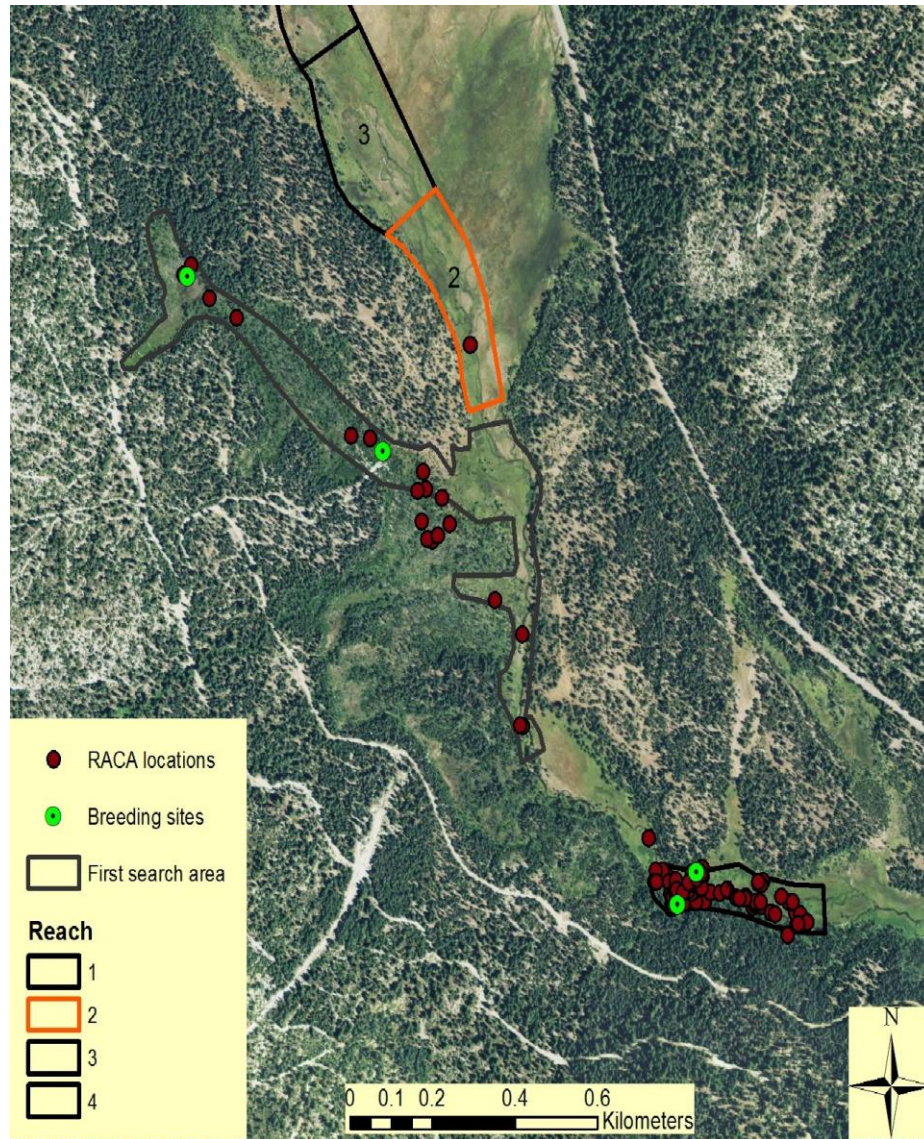 3
2
RACA locations
Breeding sites
First search area
Reach
1
2
3
4
N
0 0.1 0.2 0.4 0.6
Kilometers